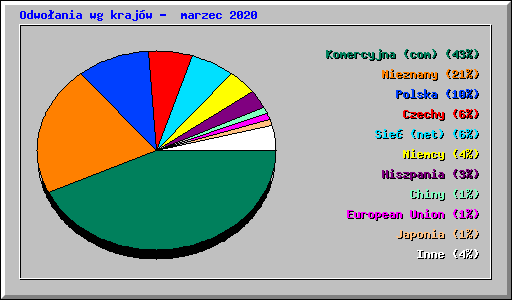 Odwołania wg krajów - marzec 2020
Komercyjna (com) (43%)
Nieznany (21%)
Polska (10%)
Czechy (6%)
Sieć (net) (6%)
Niemcy (4%)
Hiszpania (3%)
Chiny (1%)
European Union (1%)
Japonia (1%)
Inne (4%)